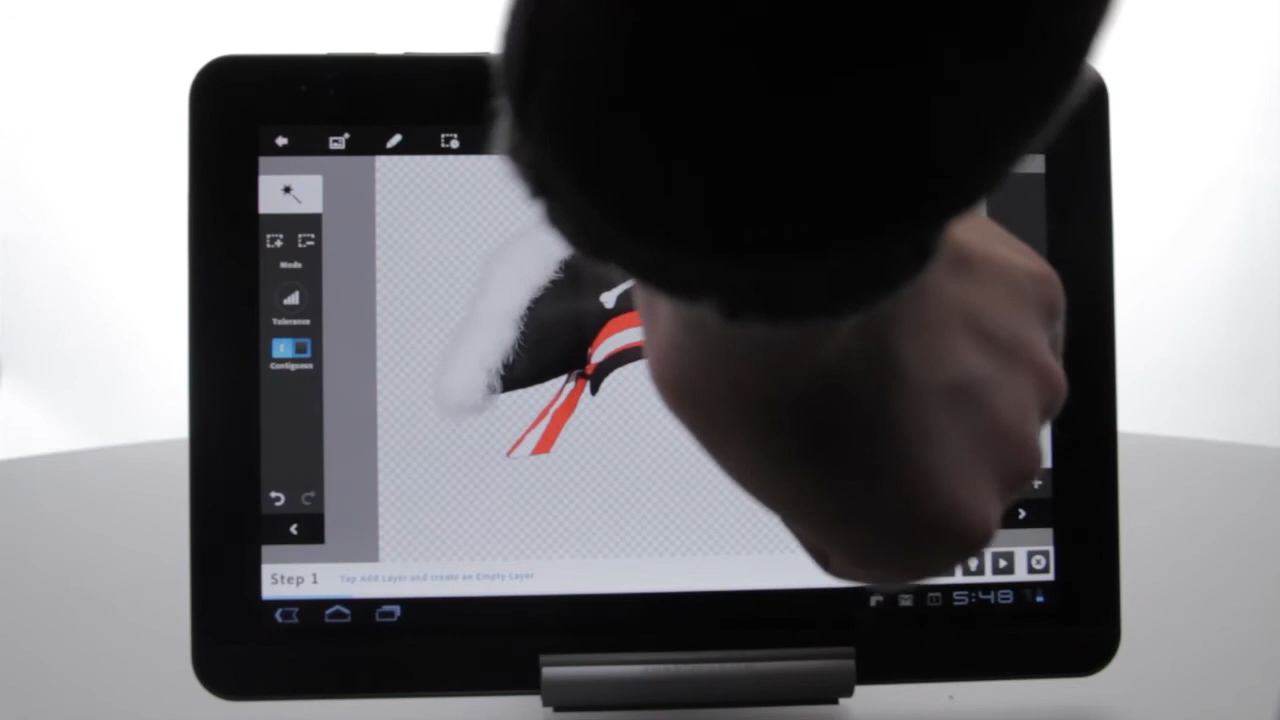 Mode
Tolerance
Contiguous
Step 1 Tap Add Layer and create an Empty Layer
5:48